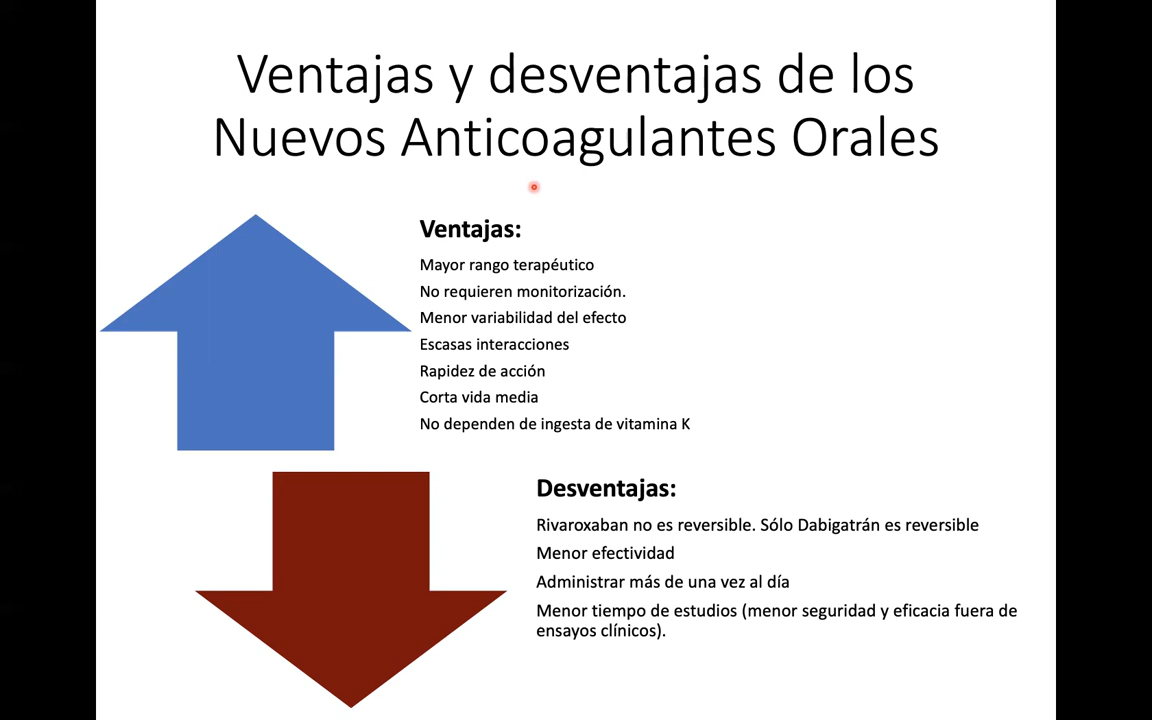 Ventajas y desventajas de los
Nuevos Anticoagulantes Orales
Ventajas:
Mayor rango terapéutico
No requieren monitorización.
Menor variabilidad del efecto
Escasas interacciones
Rapidez de acción
Corta vida media
No dependen de ingesta de vitamina K
Desventajas:
Rivaroxaban no es reversible. Sólo Dabigatrán es reversible
Menor efectividad
Administrar más de una vez al día
Menor tiempo de estudios (menor seguridad y eficacia fuera de
ensayos clínicos).